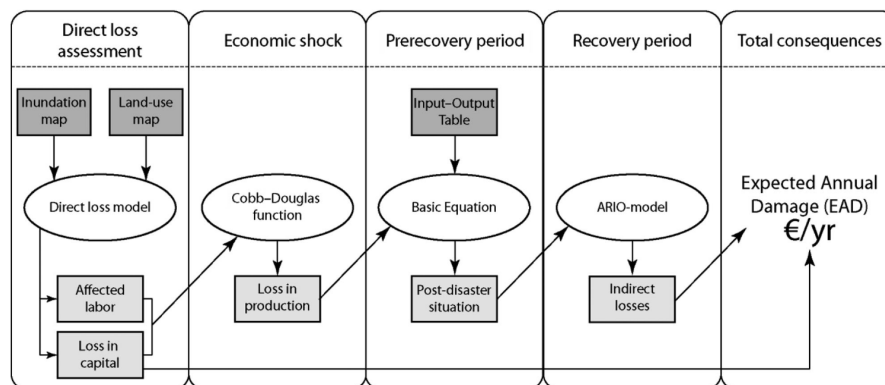 Direct loss
assessment
Economic shock
Prerecovery period
Recovery period
Total consequences
Inundation
map
Land-use
map
Input–Output
Table
Direct loss model
Cobb–Douglas
function
Basic Equation
ARIO-model
Expected Annual
Damage (EAD)
€/yr
Affected
labor
Loss in
capital
Loss in
production
Post-disaster
situation
Indirect
losses